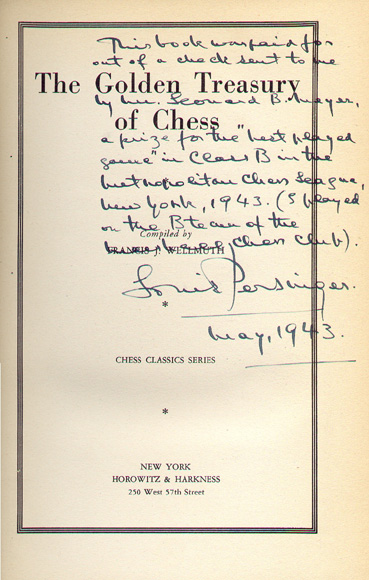 This book was paid for
out of a check sent to me
The Golden Treasury
by Mr. Leonard B. Meyer,
of Chess
a prize for the "best played
game" in Class B in the
Metropolitan Chess League,
New York, 1943. (I played
on the B team of the
Compiled by
Manhattan Chess Club).
FRANCIS J. WELLMUTH
Louis Persinger.
*
May, 1943.
CHESS CLASSICS SERIES
*
NEW YORK
HOROWITZ & HARKNESS
250 West 57th Street